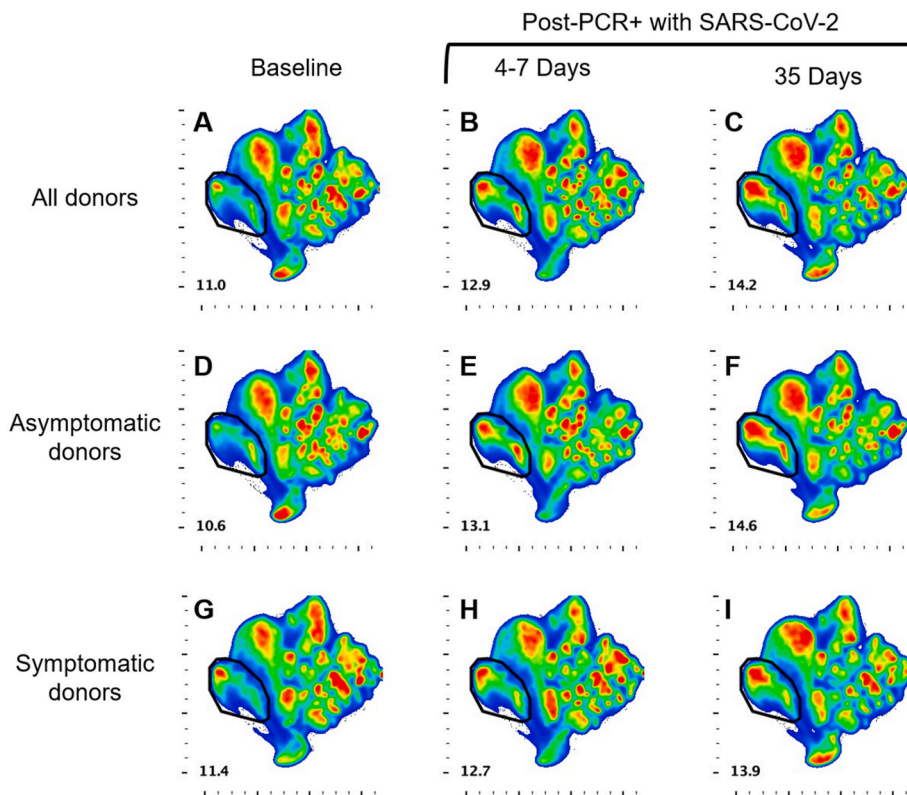 Post-PCR+ with SARS-CoV-2
Baseline
4-7 Days
35 Days
All donors
A
B
C
11.0
12.9
14.2
Asymptomatic
donors
D
E
F
10.6
13.1
14.6
Symptomatic
donors
G
H
I
11.4
12.7
13.9